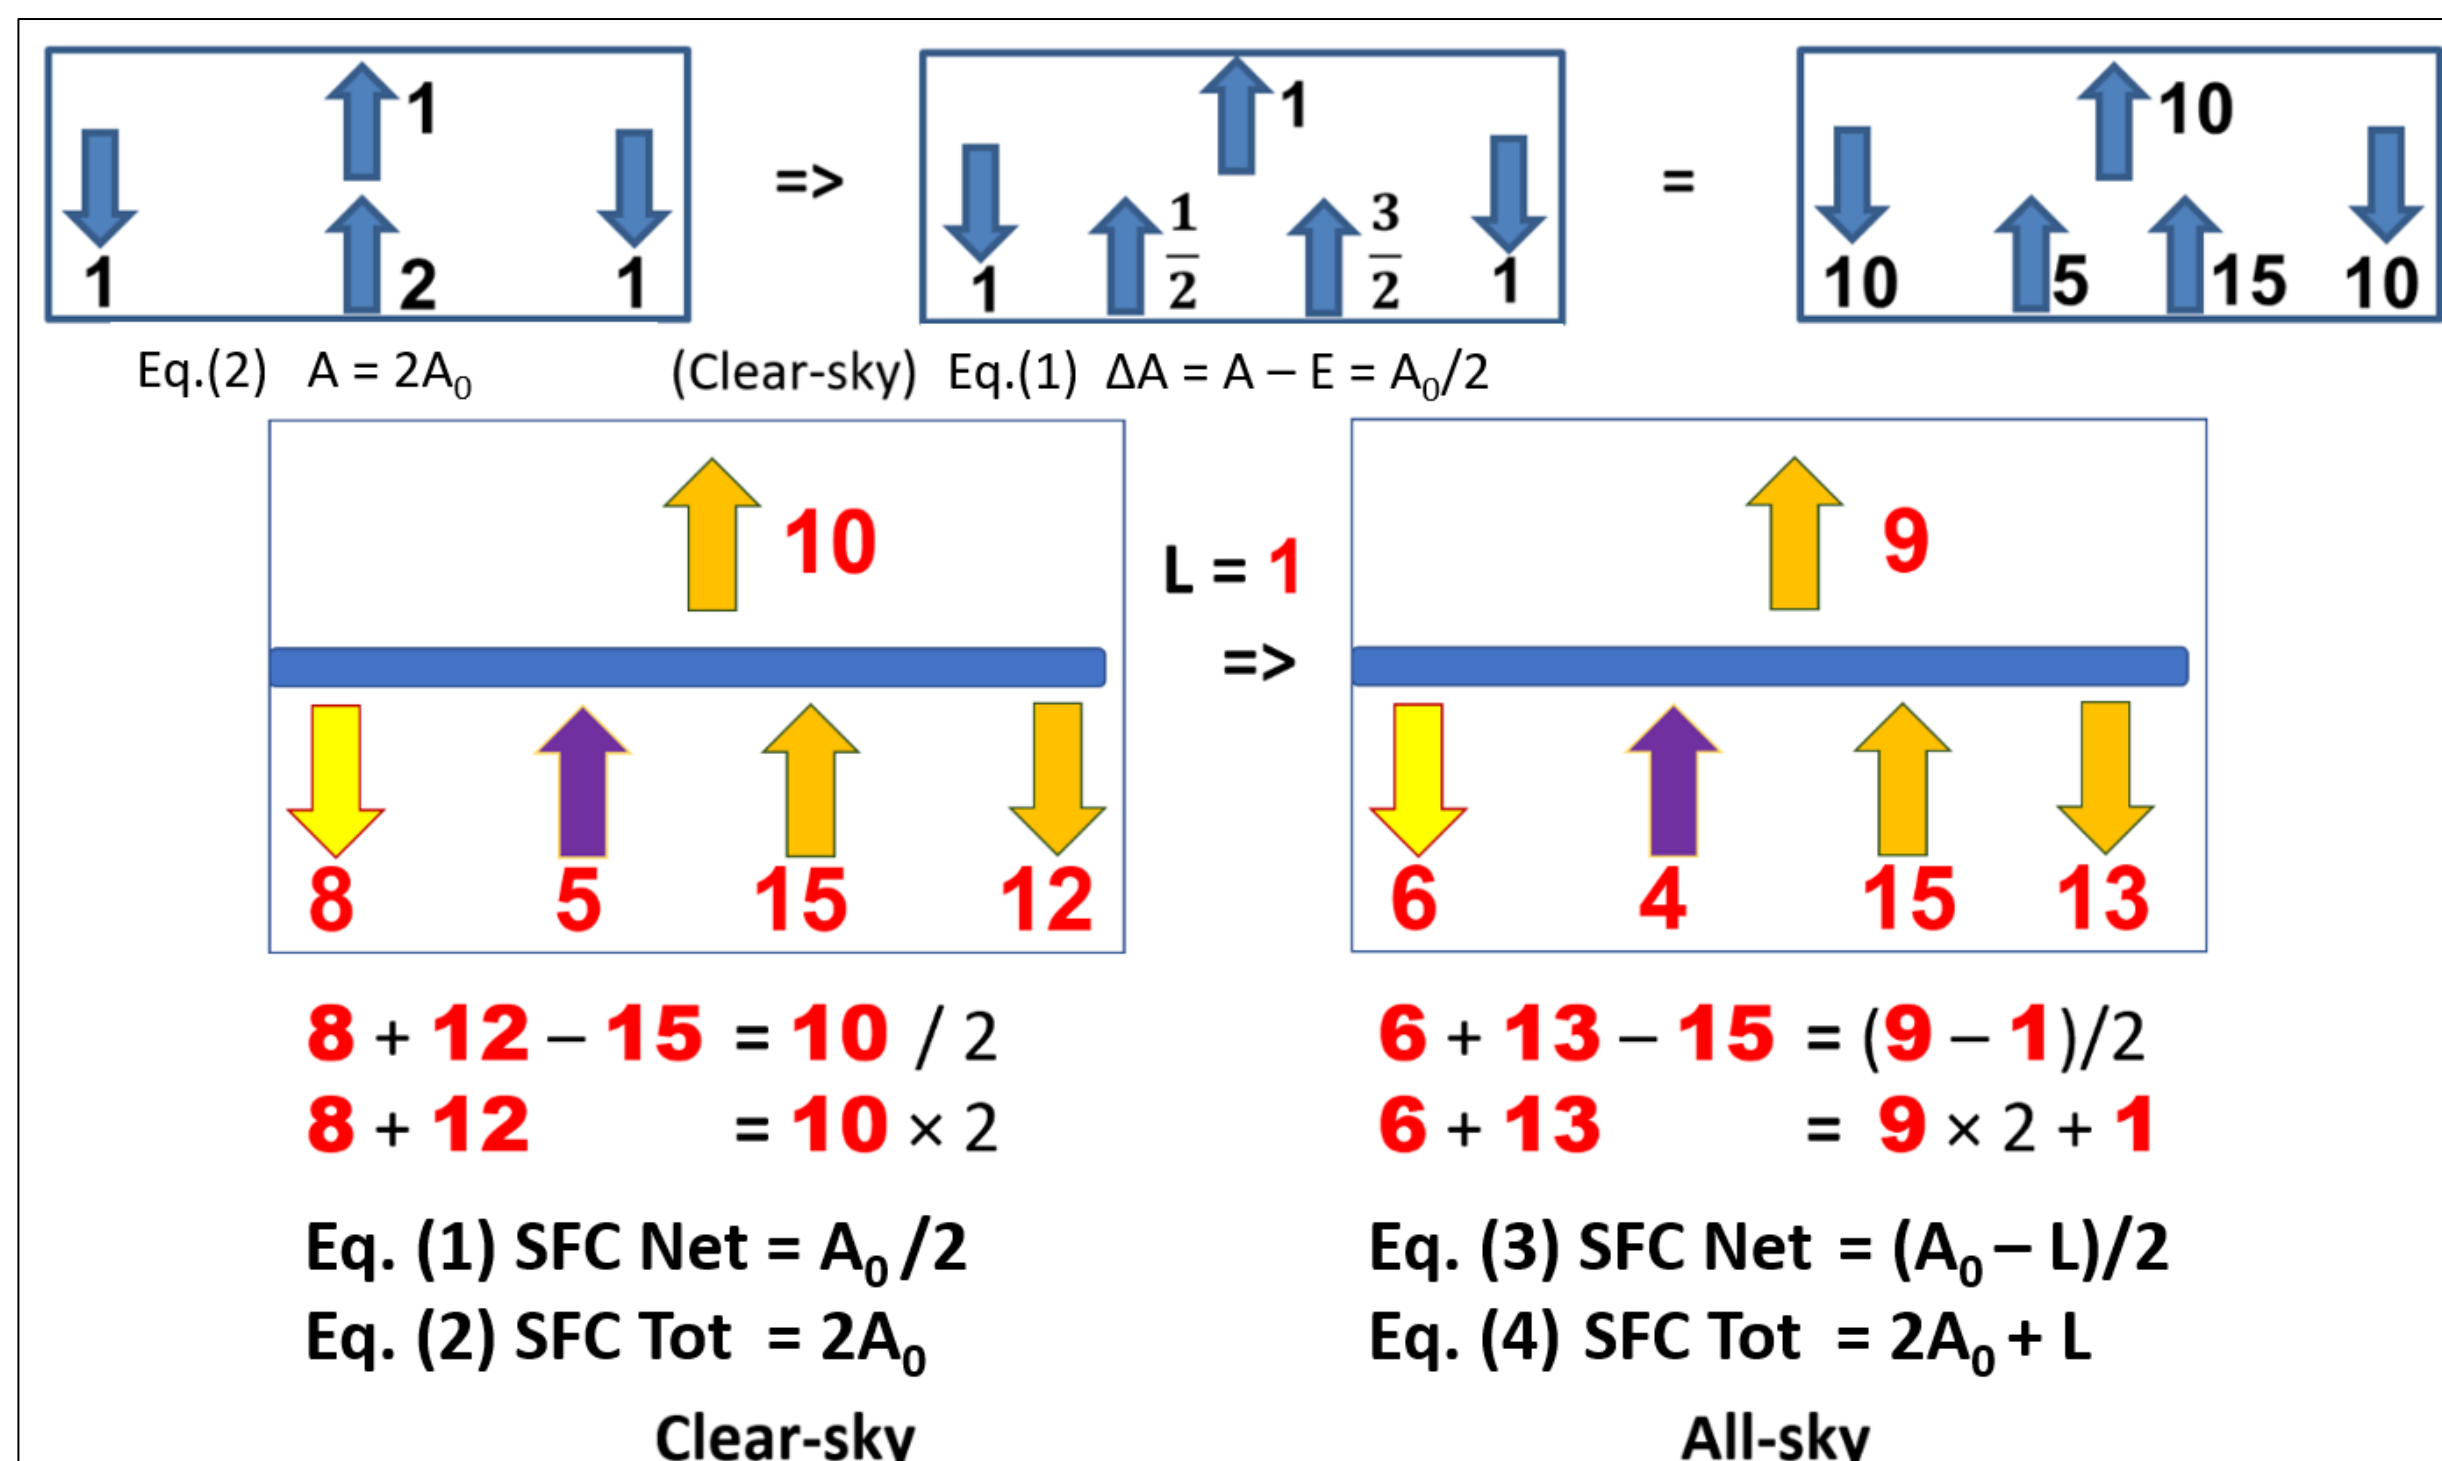 1 1 10
1 2 1 => 1 1/2 3/2 1 = 10 5 15 10
Eq.(2) A = 2A₀ (Clear-sky) Eq.(1) ΔA = A – E = A₀/2
10 L = 1 9
=>
8 5 15 12 6 4 15 13
8 + 12 – 15 = 10 / 2 6 + 13 – 15 = (9 – 1)/2
8 + 12 = 10 × 2 6 + 13 = 9 × 2 + 1
Eq. (1) SFC Net = A₀/2 Eq. (3) SFC Net = (A₀ – L)/2
Eq. (2) SFC Tot = 2A₀ Eq. (4) SFC Tot = 2A₀ + L
Clear-sky All-sky